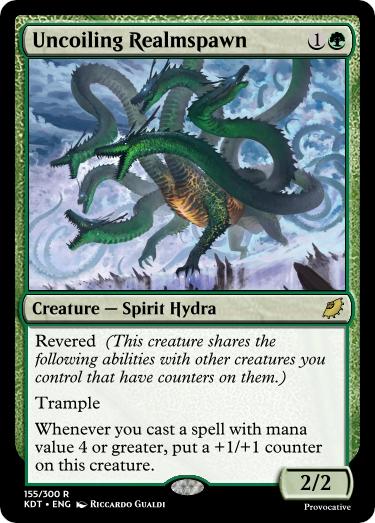 Uncoiling Realmspawn 1
Creature — Spirit Hydra
Revered (This creature shares the
following abilities with other creatures you
control that have counters on them.)
Trample
Whenever you cast a spell with mana
value 4 or greater, put a +1/+1 counter
on this creature.
2/2
155/300 R
KDT • ENG Riccardo Gualdi
Provocative